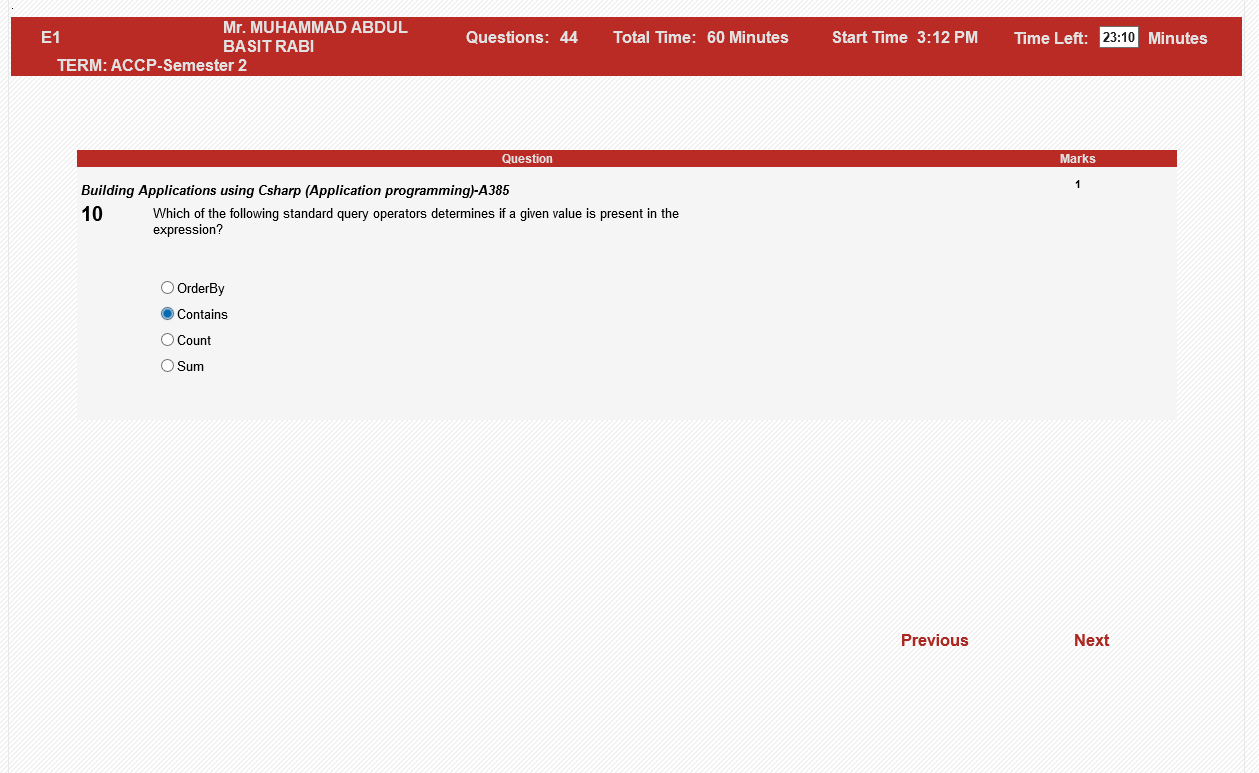 E1
Mr. MUHAMMAD ABDUL
BASIT RABI
Questions: 44
Total Time: 60 Minutes
Start Time 3:12 PM
Time Left: 23:10 Minutes
TERM: ACCP-Semester 2
Question
Marks
Building Applications using Csharp (Application programming)-A385
1
10
Which of the following standard query operators determines if a given value is present in the
expression?
OrderBy
Contains
Count
Sum
Previous
Next